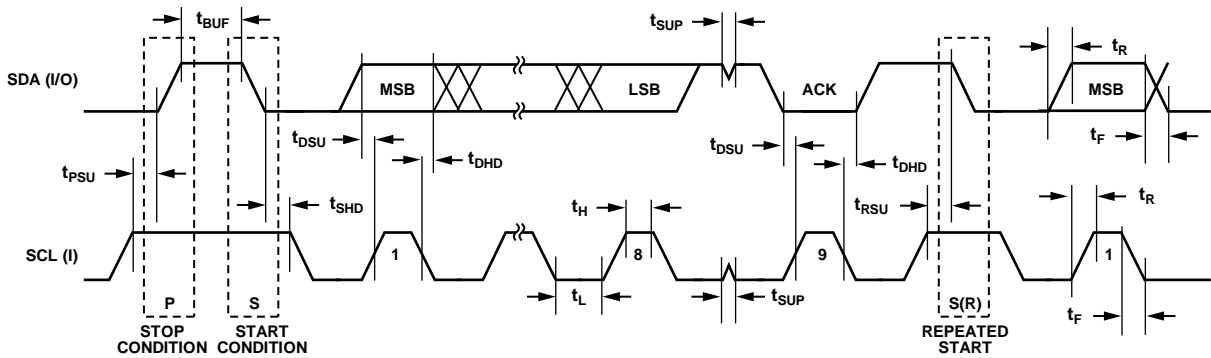 tBUF
tSUP
tR
SDA (I/O)
MSB
LSB
ACK
MSB
tDSU
tDHD
tDSU
tDHD
tF
tPSU
tSHD
tH
tRSU
tR
SCL (I)
1
8
9
1
P
S
tL
tSUP
S(R)
tF
STOP
CONDITION
START
CONDITION
REPEATED
START